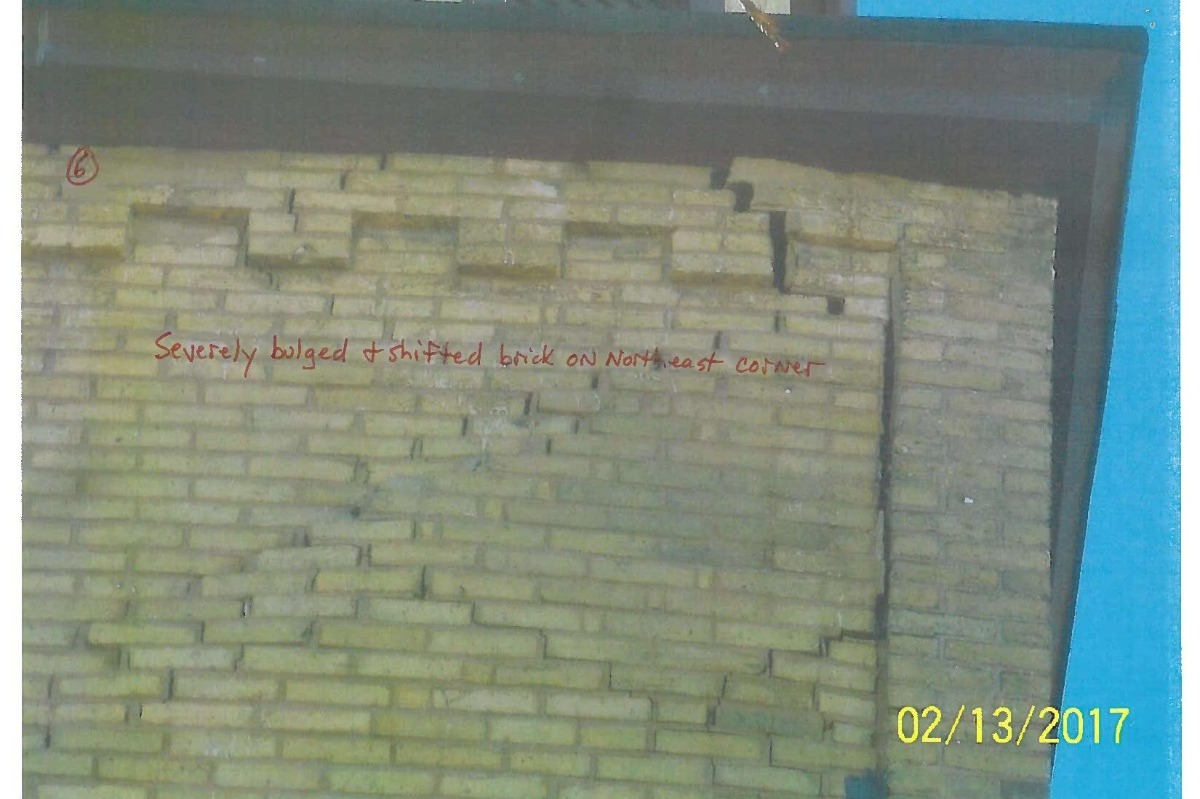 6
Severely bulged & shifted brick on Northeast corner
02/13/2017